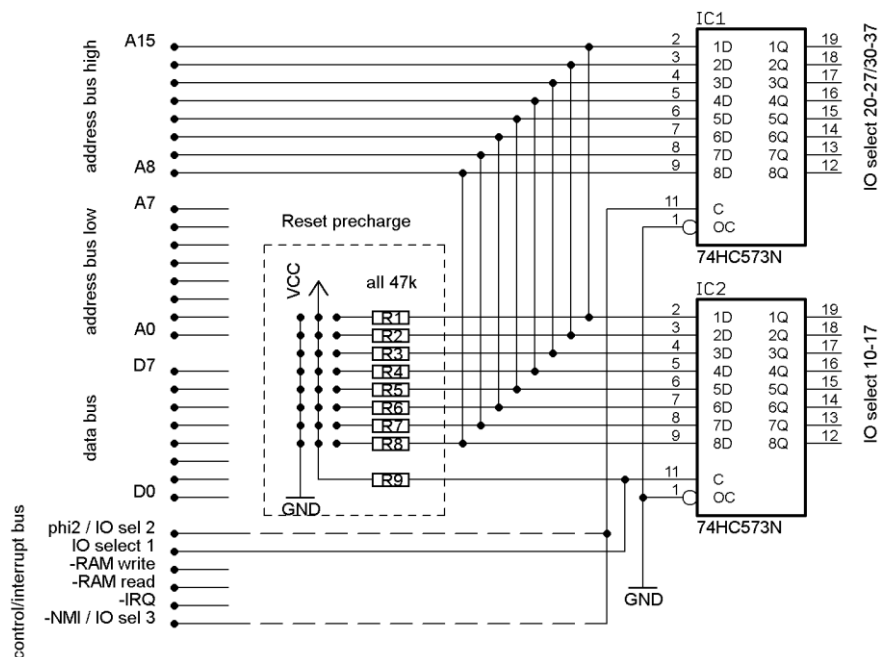 IC1
A15
2 1D 1Q 19
3 2D 2Q 18
4 3D 3Q 17
5 4D 4Q 16
6 5D 5Q 15
7 6D 6Q 14
8 7D 7Q 13
A8
9 8D 8Q 12
address bus high
IO select 20-27/30-37
A7
11 C
1 OC
74HC573N
address bus low
Reset precharge
VCC
all 47k
IC2
R1
2 1D 1Q 19
A0
R2
3 2D 2Q 18
R3
4 3D 3Q 17
D7
R4
5 4D 4Q 16
R5
6 5D 5Q 15
R6
7 6D 6Q 14
R7
8 7D 7Q 13
R8
9 8D 8Q 12
data bus
IO select 10-17
R9
11 C
D0
GND
1 OC
74HC573N
phi2 / IO sel 2
IO select 1
-RAM write
-RAM read
-IRQ
-NMI / IO sel 3
GND
control/interrupt bus